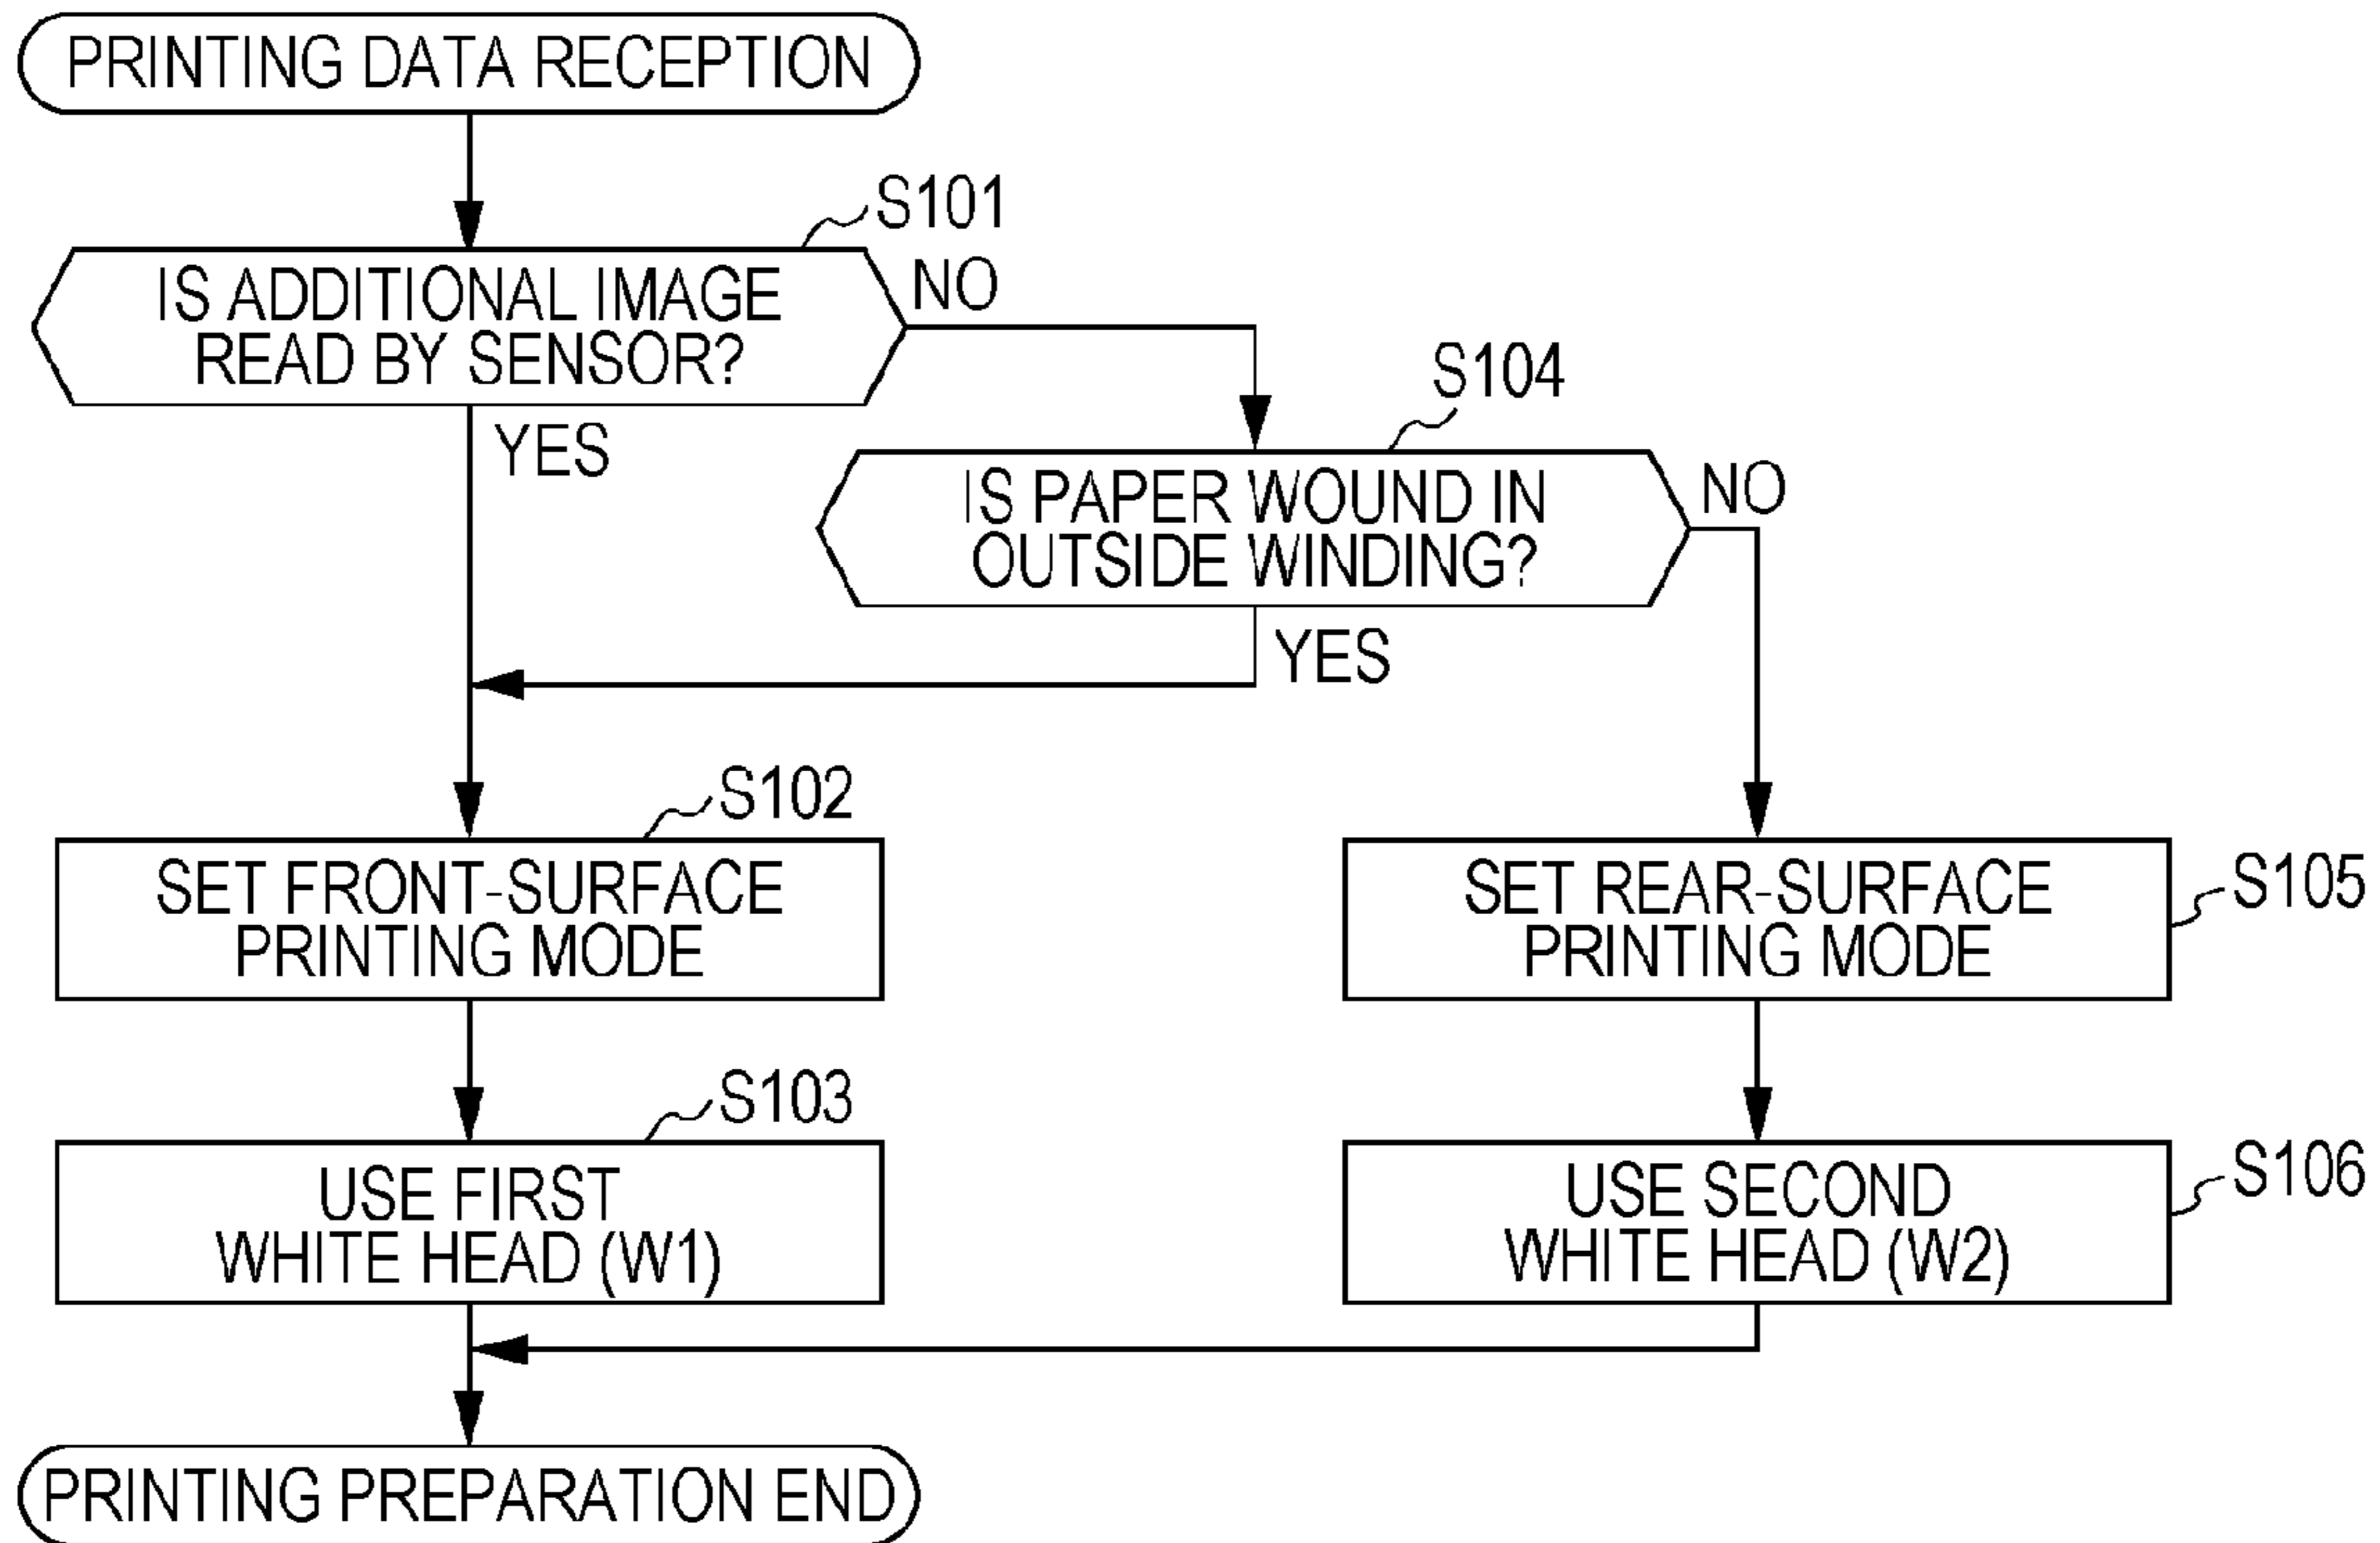 PRINTING DATA RECEPTION
S101
IS ADDITIONAL IMAGE
READ BY SENSOR?
NO
YES
S104
IS PAPER WOUND IN
OUTSIDE WINDING?
NO
YES
S102
SET FRONT-SURFACE
PRINTING MODE
SET REAR-SURFACE
PRINTING MODE
S105
S103
USE FIRST
WHITE HEAD (W1)
USE SECOND
WHITE HEAD (W2)
S106
PRINTING PREPARATION END